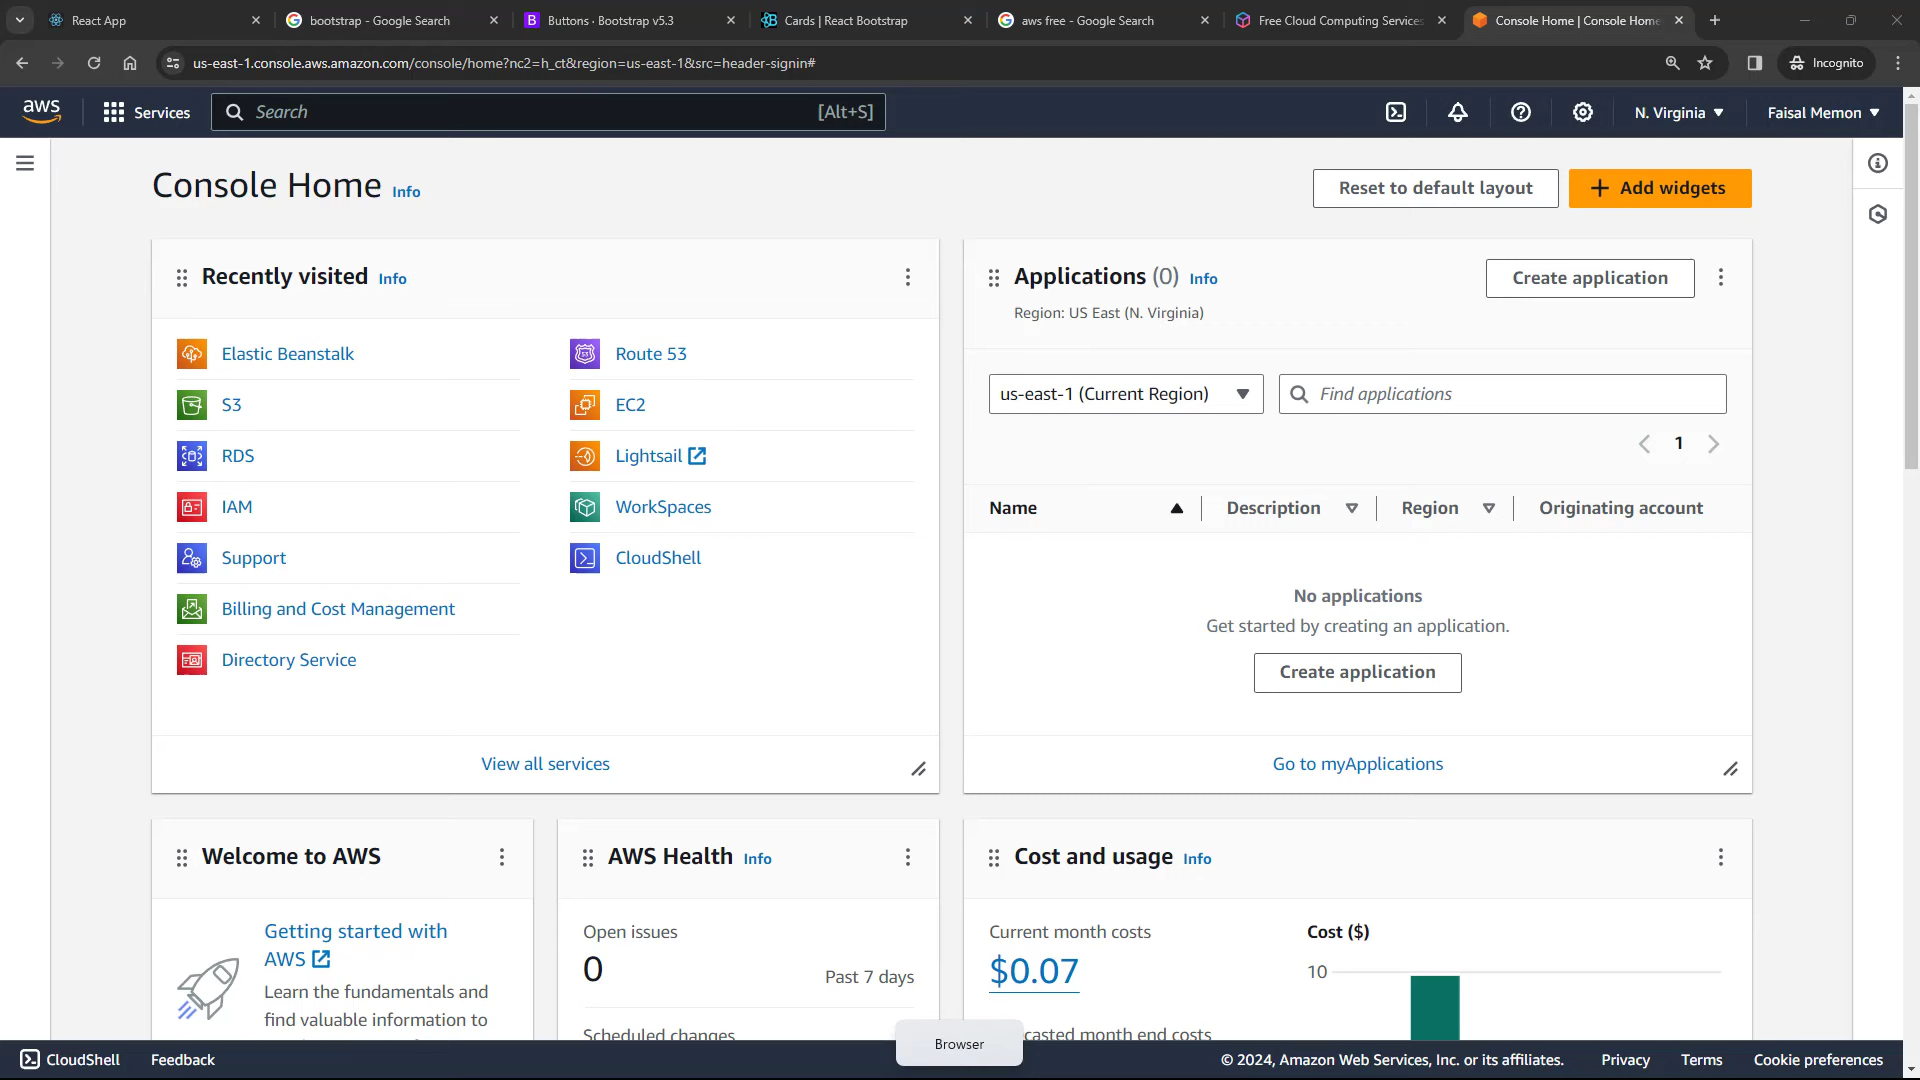 React App
bootstrap - Google Search
Buttons · Bootstrap v5.3
Cards | React Bootstrap
aws free - Google Search
Free Cloud Computing Services
Console Home | Console Home
us-east-1.console.aws.amazon.com/console/home?nc2=h_ct&region=us-east-1&src=header-signin#
Incognito
aws
Services
Search
[Alt+S]
N. Virginia
Faisal Memon
Console Home Info
Reset to default layout
Add widgets
Recently visited Info
Elastic Beanstalk
S3
RDS
IAM
Support
Billing and Cost Management
Directory Service
Route 53
EC2
Lightsail
WorkSpaces
CloudShell
View all services
Applications (0) Info
Region: US East (N. Virginia)
Create application
us-east-1 (Current Region)
Find applications
1
Name
Description
Region
Originating account
No applications
Get started by creating an application.
Create application
Go to myApplications
Welcome to AWS
Getting started with
AWS
Learn the fundamentals and
find valuable information to
AWS Health Info
Open issues
0
Past 7 days
Scheduled changes
Cost and usage Info
Current month costs
$0.07
month end costs
Cost ($)
10
Browser
CloudShell
Feedback
© 2024, Amazon Web Services, Inc. or its affiliates.
Privacy
Terms
Cookie preferences